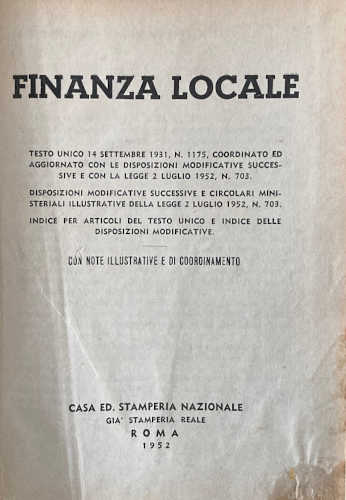 FINANZA LOCALE
TESTO UNICO 14 SETTEMBRE 1931, N. 1175, COORDINATO ED
AGGIORNATO CON LE DISPOSIZIONI MODIFICATIVE SUCCES-
SIVE E CON LA LEGGE 2 LUGLIO 1952, N. 703.
DISPOSIZIONI MODIFICATIVE SUCCESSIVE E CIRCOLARI MINI-
STERIALI ILLUSTRATIVE DELLA LEGGE 2 LUGLIO 1952, N. 703.
INDICE PER ARTICOLI DEL TESTO UNICO E INDICE DELLE
DISPOSIZIONI MODIFICATIVE.
CON NOTE ILLUSTRATIVE E DI COORDINAMENTO
CASA ED. STAMPERIA NAZIONALE
GIA' STAMPERIA REALE
ROMA
1952